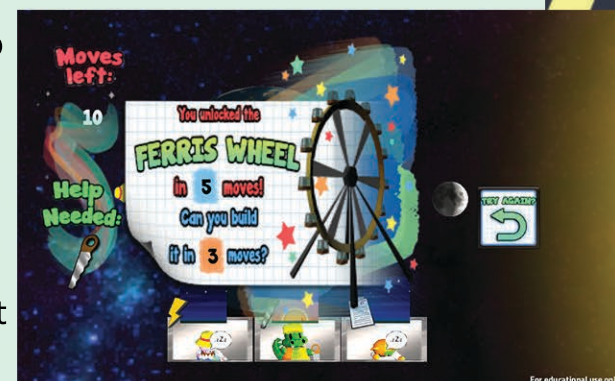 Moves
left:
10
Help
Needed:
You unlocked the
FERRIS WHEEL
in 5 moves!
Can you build
it in 3 moves?
TRY AGAIN?
For educational use only